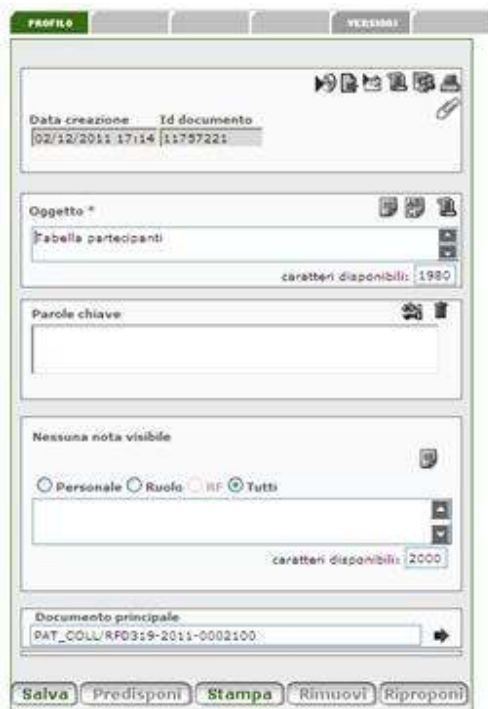 PROFILO VERSIONI
Data creazione Id documento
02/12/2011 17:14 11757221
Oggetto *
Tabella partecipanti
caratteri disponibili: 1980
Parole chiave
Nessuna nota visibile
Personale Ruolo RF Tutti
caratteri disponibili: 2000
Documento principale
PAT_COLL/RFD319-2011-0002100
Salva Predisponi Stampa Rimuovi Riproponi